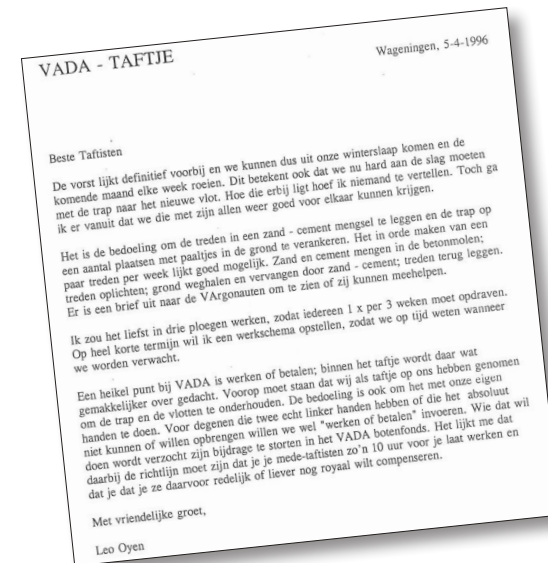 VADA - TAFTJE
Wageningen, 5-4-1996
Beste Taftisten
De vorst lijkt definitief voorbij en we kunnen dus uit onze winterslaap komen en de
komende maand elke week roeien. Dit betekent ook dat we nu hard aan de slag moeten
met de trap naar het nieuwe vlot. Hoe die erbij ligt hoef ik niemand te vertellen. Toch ga
ik er vanuit dat we die met zijn allen weer goed voor elkaar kunnen krijgen.
Het is de bedoeling om de treden in een zand - cement mengsel te leggen en de trap op
een aantal plaatsen met paaltjes in de grond te verankeren. Het in orde maken van een
paar treden per week lijkt goed mogelijk. Zand en cement mengen in de betonmolen;
treden oplichten; grond weghalen en vervangen door zand - cement; treden terug leggen.
Er is een brief uit naar de VArgonauten om te zien of zij kunnen meehelpen.
Ik zou het liefst in drie ploegen werken, zodat iedereen 1 x per 3 weken moet opdraven.
Op heel korte termijn wil ik een werkschema opstellen, zodat we op tijd weten wanneer
we worden verwacht.
Een heikel punt bij VADA is werken of betalen; binnen het taftje wordt daar wat
gemakkelijker over gedacht. Voorop moet staan dat wij als taftje op ons hebben genomen
om de trap en de vlotten te onderhouden. De bedoeling is ook om het met onze eigen
handen te doen. Voor degenen die twee echt linker handen hebben of die het absoluut
niet kunnen of willen opbrengen willen we wel "werken of betalen" invoeren. Wie dat wil
doen wordt verzocht zijn bijdrage te storten in het VADA botenfonds. Het lijkt me dat
daarbij de richtlijn moet zijn dat je je mede-taftisten zo'n 10 uur voor je laat werken en
dat je dat je ze daarvoor redelijk of liever nog royaal wilt compenseren.
Met vriendelijke groet,
Leo Oyen